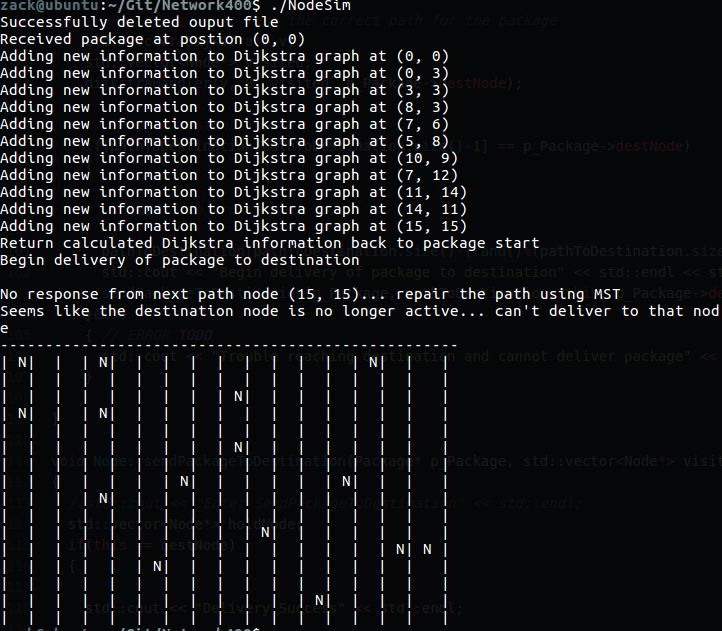 zack@ubuntu:~/Git/Network400$ ./NodeSim
Successfully deleted ouput file
Received package at postion (0, 0)
Adding new information to Dijkstra graph at (0, 0)
Adding new information to Dijkstra graph at (0, 3)
Adding new information to Dijkstra graph at (3, 3)
Adding new information to Dijkstra graph at (8, 3)
Adding new information to Dijkstra graph at (7, 6)
Adding new information to Dijkstra graph at (5, 8)
Adding new information to Dijkstra graph at (10, 9)
Adding new information to Dijkstra graph at (7, 12)
Adding new information to Dijkstra graph at (11, 14)
Adding new information to Dijkstra graph at (14, 11)
Adding new information to Dijkstra graph at (15, 15)
Return calculated Dijkstra information back to package start
Begin delivery of package to destination
No response from next path node (15, 15)... repair the path using MST
Seems like the destination node is no longer active... can't deliver to that nod
e
---------------------------------------------------
| N|  |  | N|  |  |  |  |  |  |  |  |  | N|  |   |
|  |  |  |  |  |  |  |  |  |  |  |  |  |  |  |   |
|  |  |  |  |  |  |  |  | N|  |  |  |  |  |  |   |
| N|  |  | N|  |  |  |  |  |  |  |  |  |  |  |   |
|  |  |  |  |  |  |  |  |  |  |  |  |  |  |  |   |
|  |  |  |  |  |  |  |  | N|  |  |  |  |  |  |   |
|  |  |  |  |  |  |  |  |  |  |  |  |  |  |  |   |
|  |  |  |  |  |  | N|  |  |  |  |  | N|  |  |   |
|  |  |  | N|  |  |  |  |  |  |  |  |  |  |  |   |
|  |  |  |  |  |  |  |  |  |  |  |  |  |  |  |   |
|  |  |  |  |  |  |  |  |  | N|  |  |  |  |  |   |
|  |  |  |  |  |  |  |  |  |  |  |  |  |  | N| N |
|  |  |  |  |  | N|  |  |  |  |  |  |  |  |  |   |
|  |  |  |  |  |  |  |  |  |  |  |  |  |  |  |   |
|  |  |  |  |  |  |  |  |  |  |  | N|  |  |  |   |
|  |  |  |  |  |  |  |  |  |  |  |  |  |  |  |   |